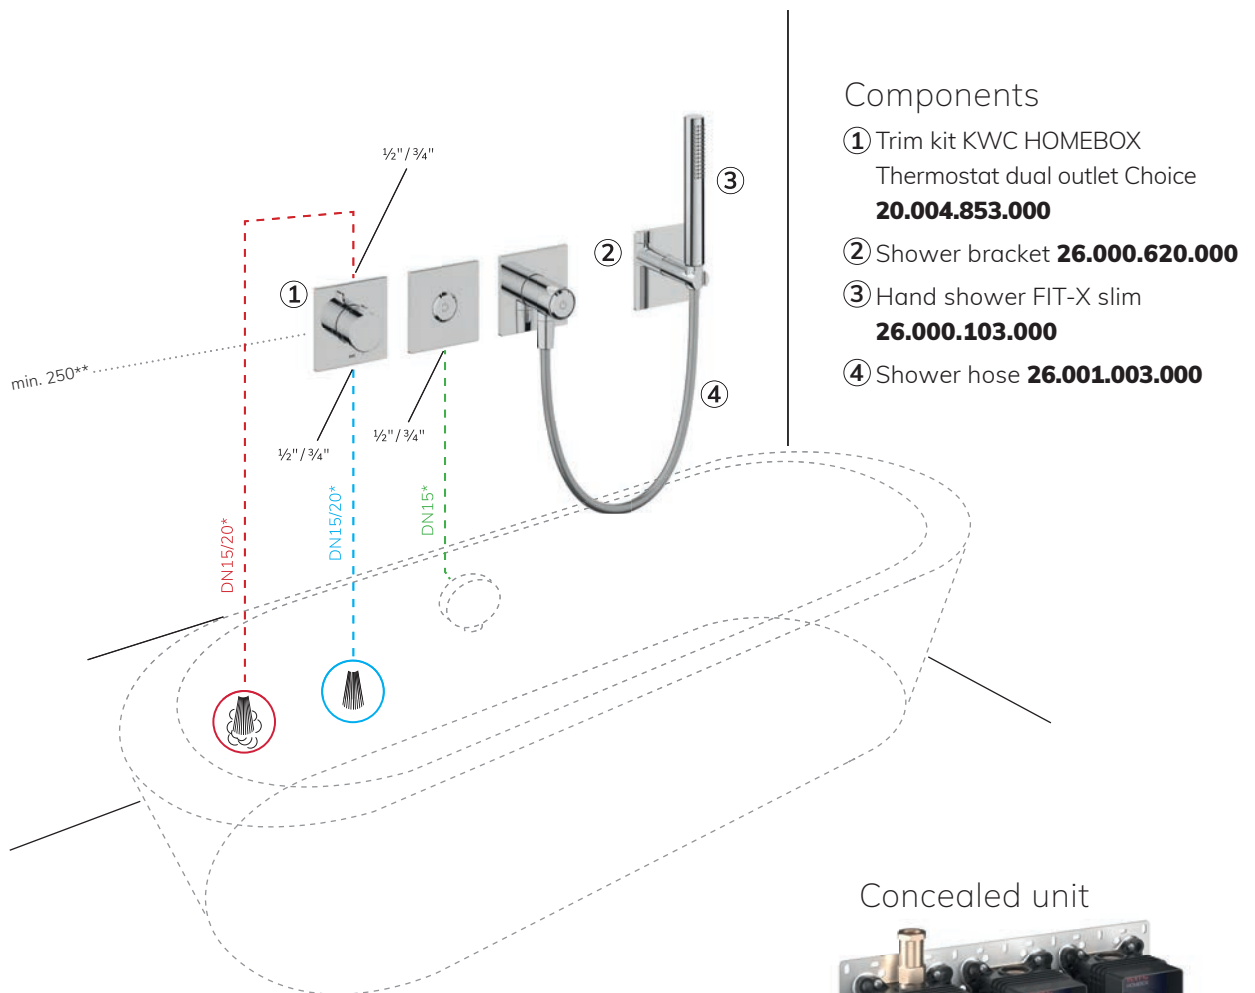 ½"/¾"
①
min. 250**
½"/¾"
½"/¾"
DN15/20*
DN15/20*
DN15*
②
③
④
Components
① Trim kit KWC HOMEBOX
Thermostat dual outlet Choice
20.004.853.000
② Shower bracket 26.000.620.000
③ Hand shower FIT-X slim
26.000.103.000
④ Shower hose 26.001.003.000
Concealed unit